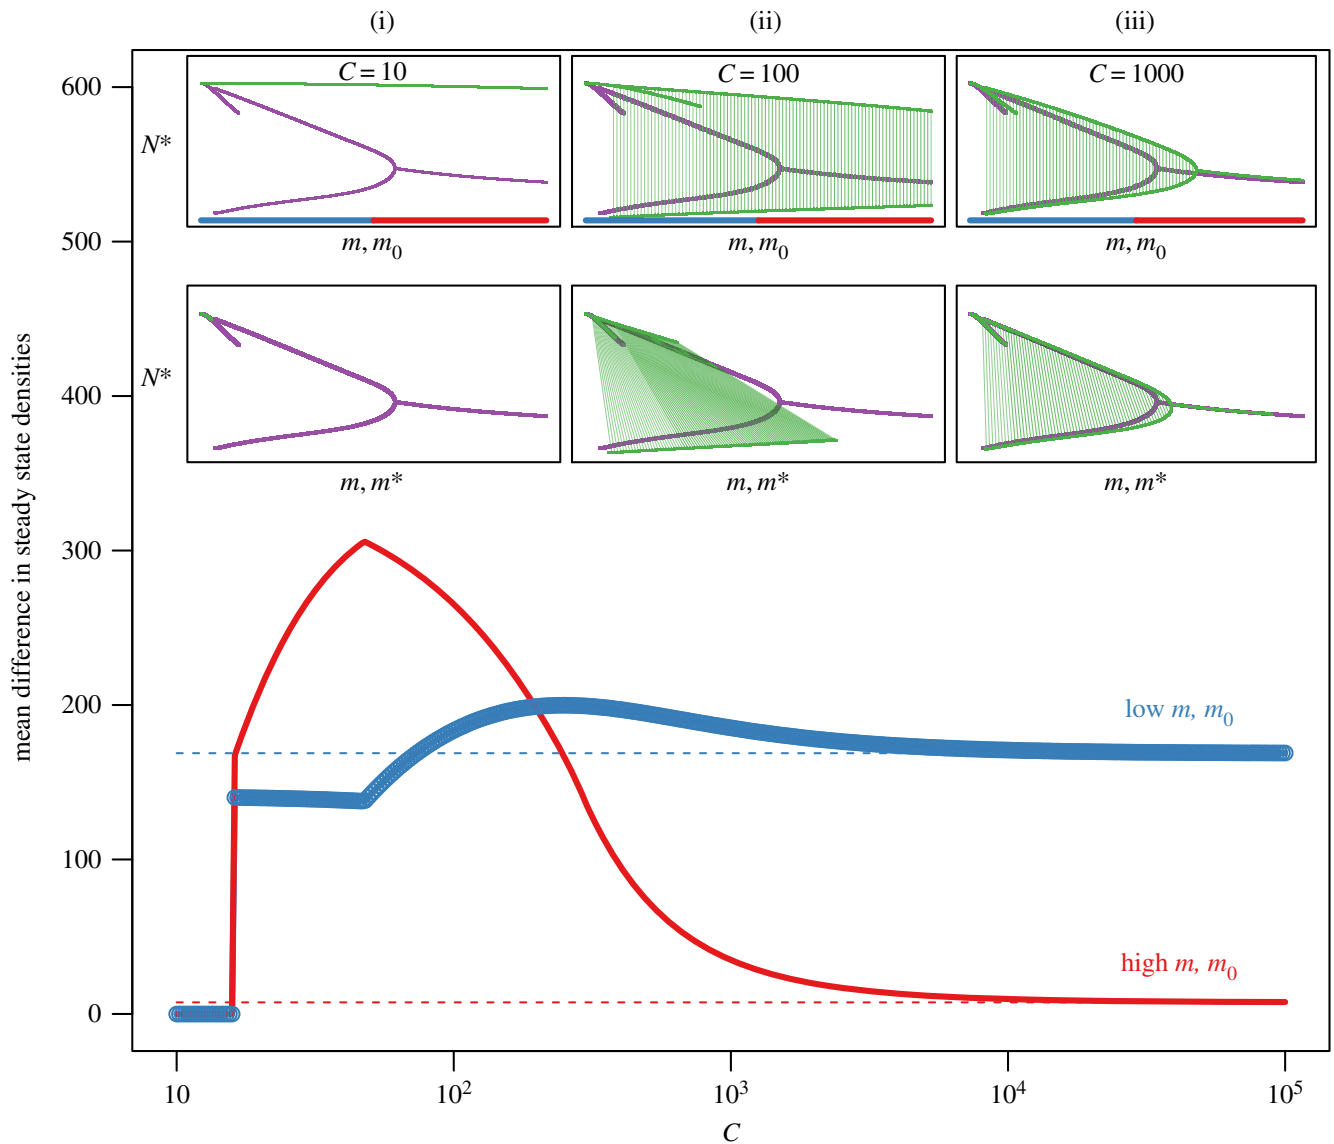 (i) (ii) (iii)
C = 10 C = 100 C = 1000
N*
m, m0 m, m0 m, m0
N*
m, m* m, m* m, m*
mean difference in steady state densities
600
500
400
300
200
100
0
low m, m0
high m, m0
10 10² 10³ 10⁴ 10⁵
C